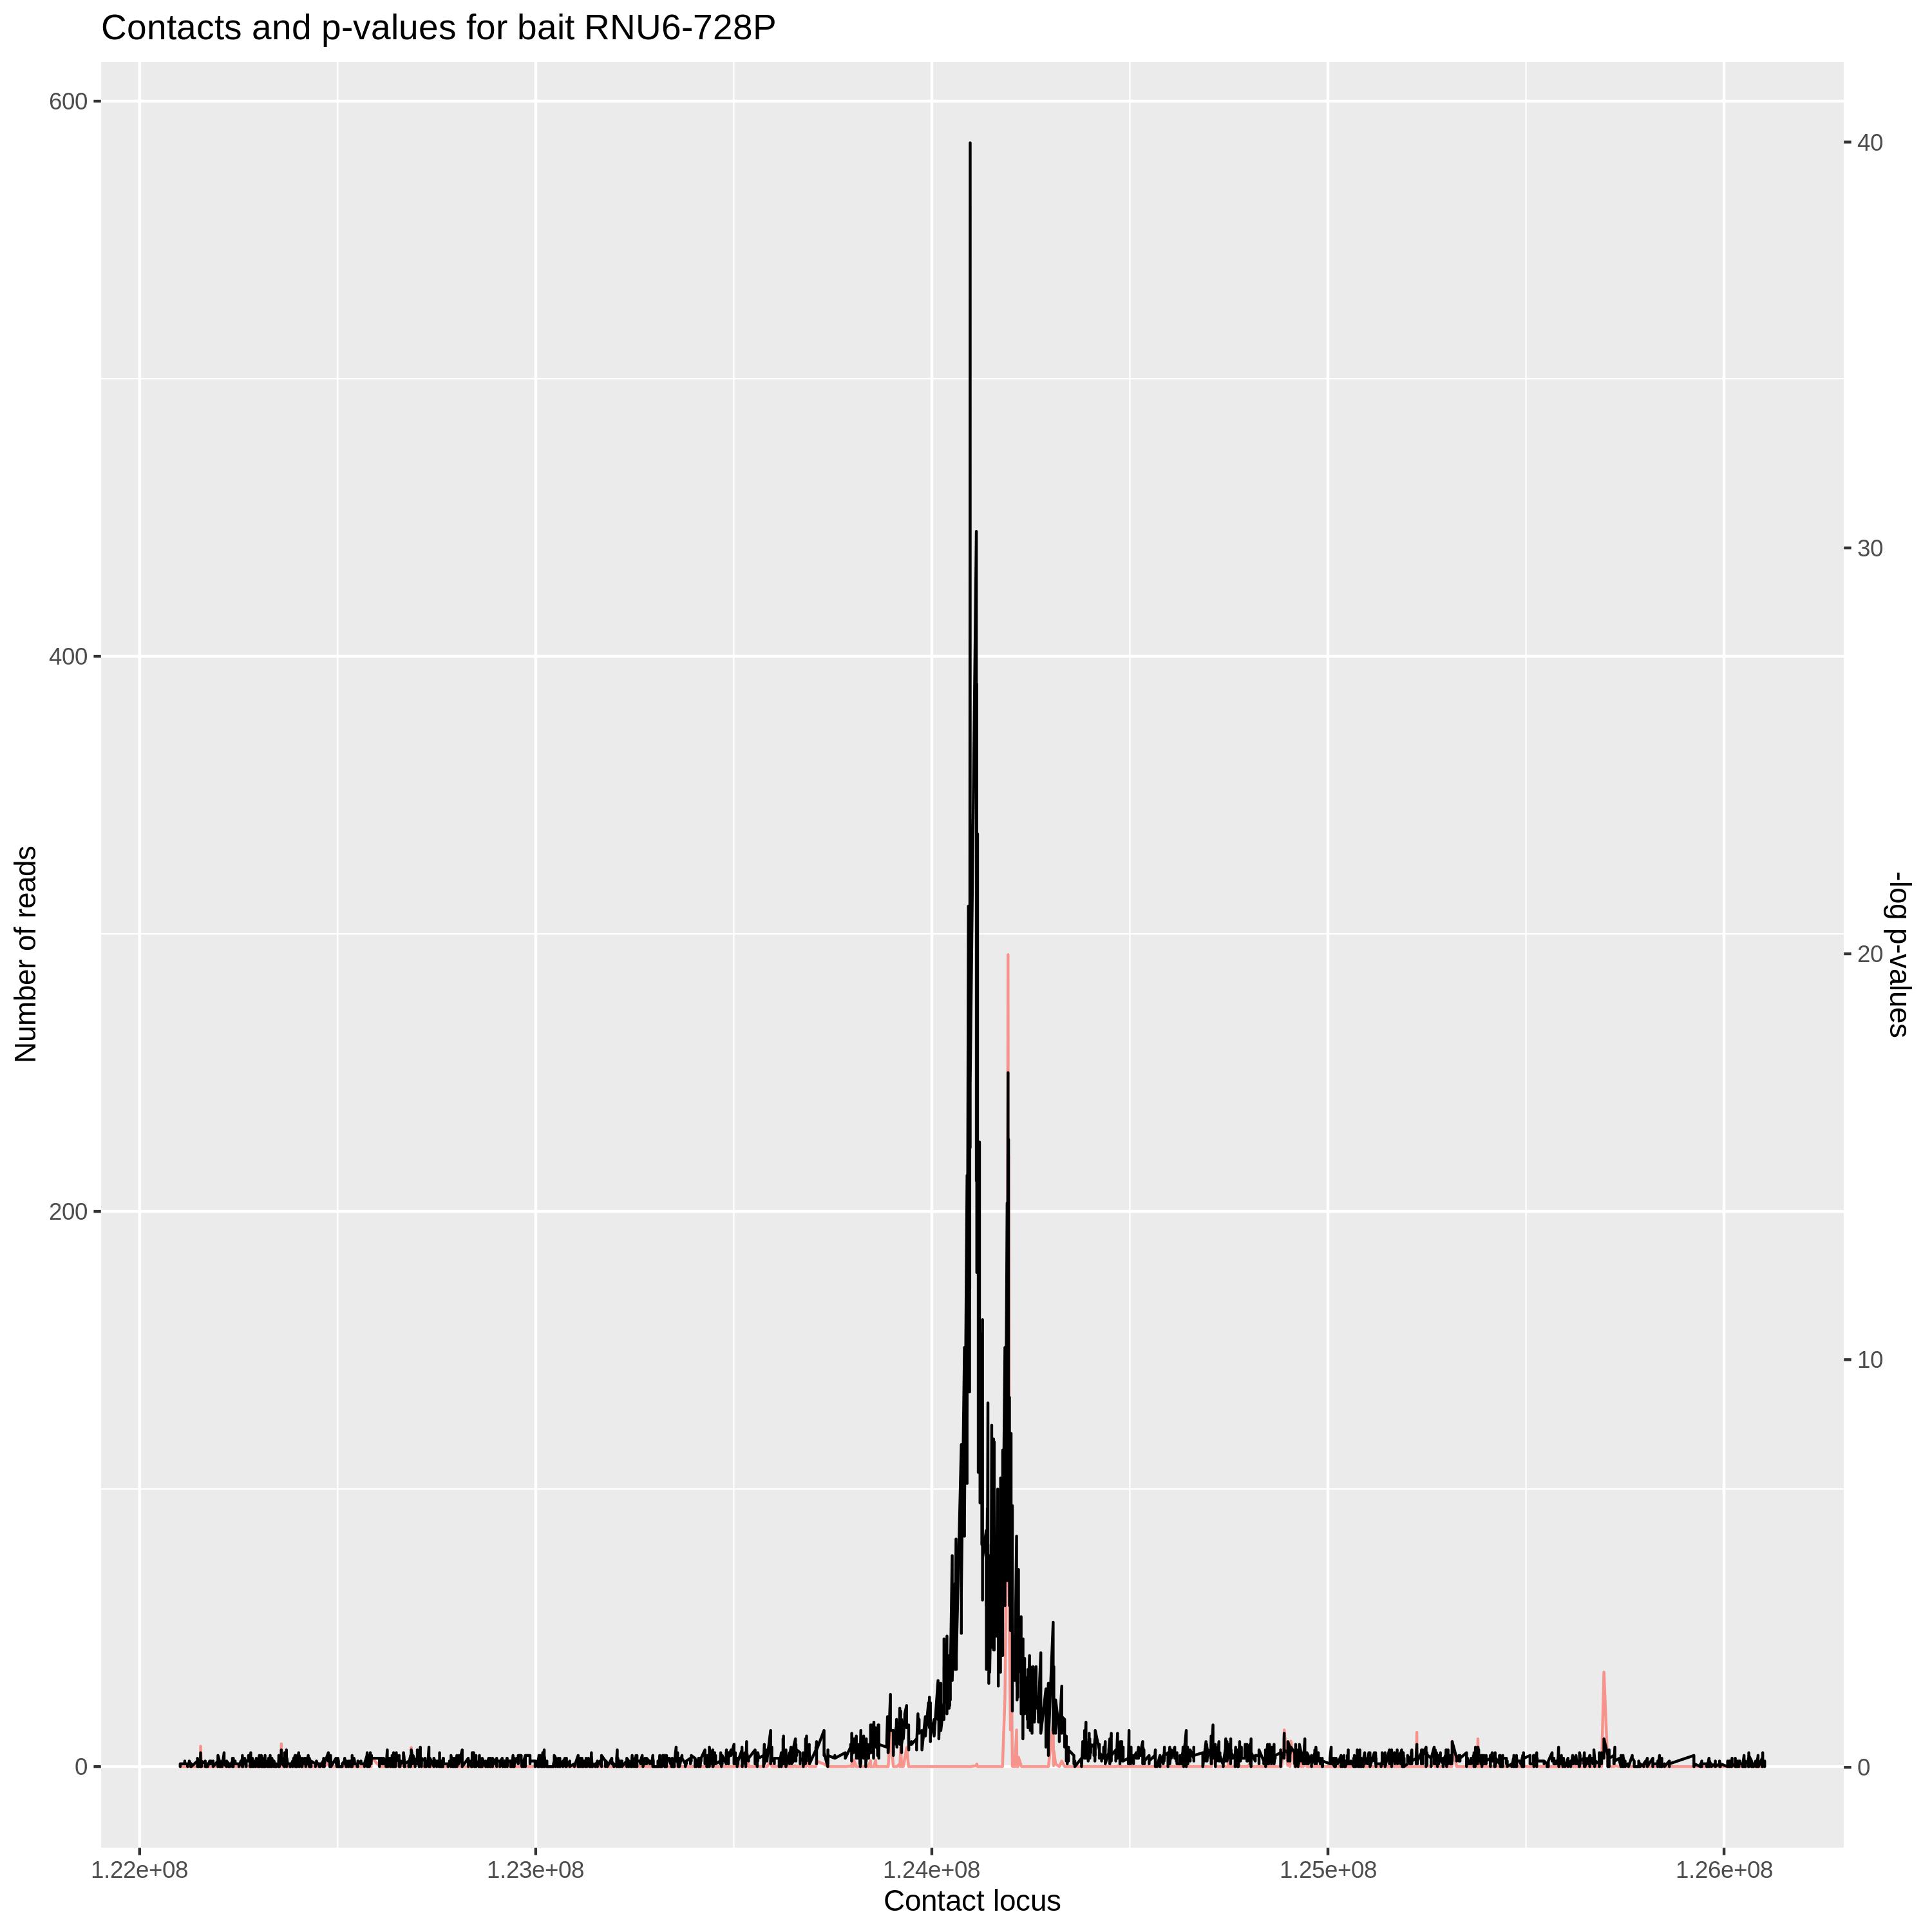 Contacts and p-values for bait RNU6-728P
600
400
200
0
Number of reads
40
30
20
10
0
-log p-values
1.22e+08
1.23e+08
1.24e+08
1.25e+08
1.26e+08
Contact locus